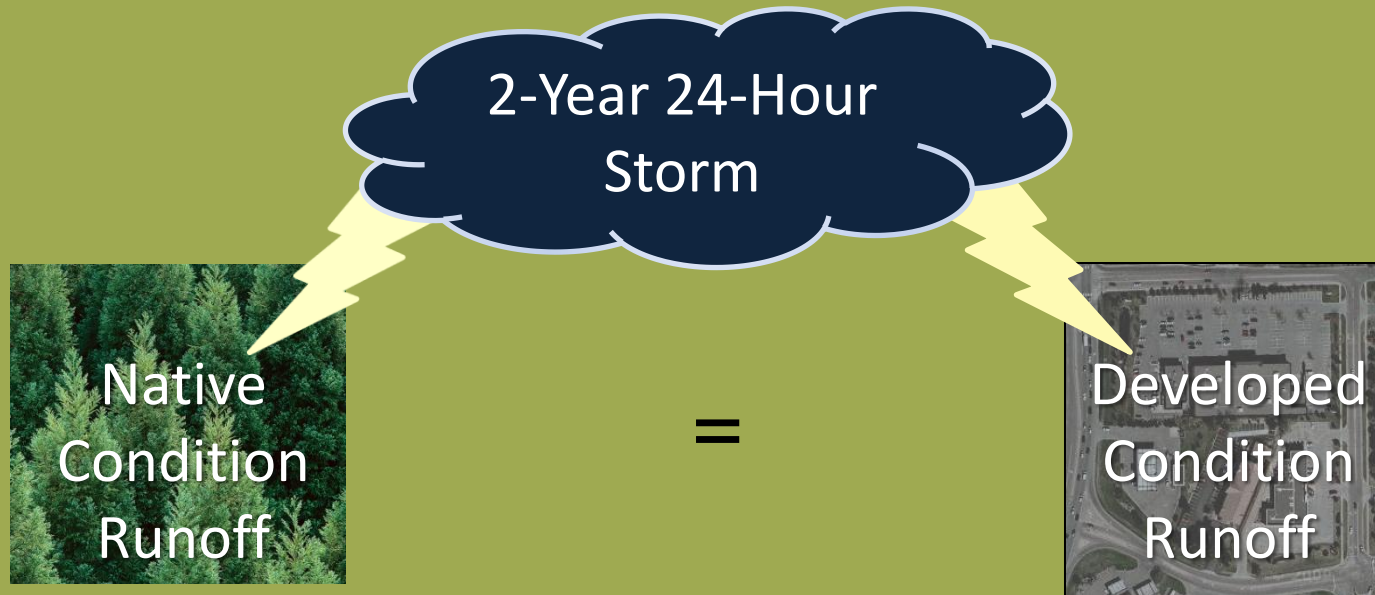 2-Year 24-Hour
Storm
Native
Condition
Runoff
=
Developed
Condition
Runoff